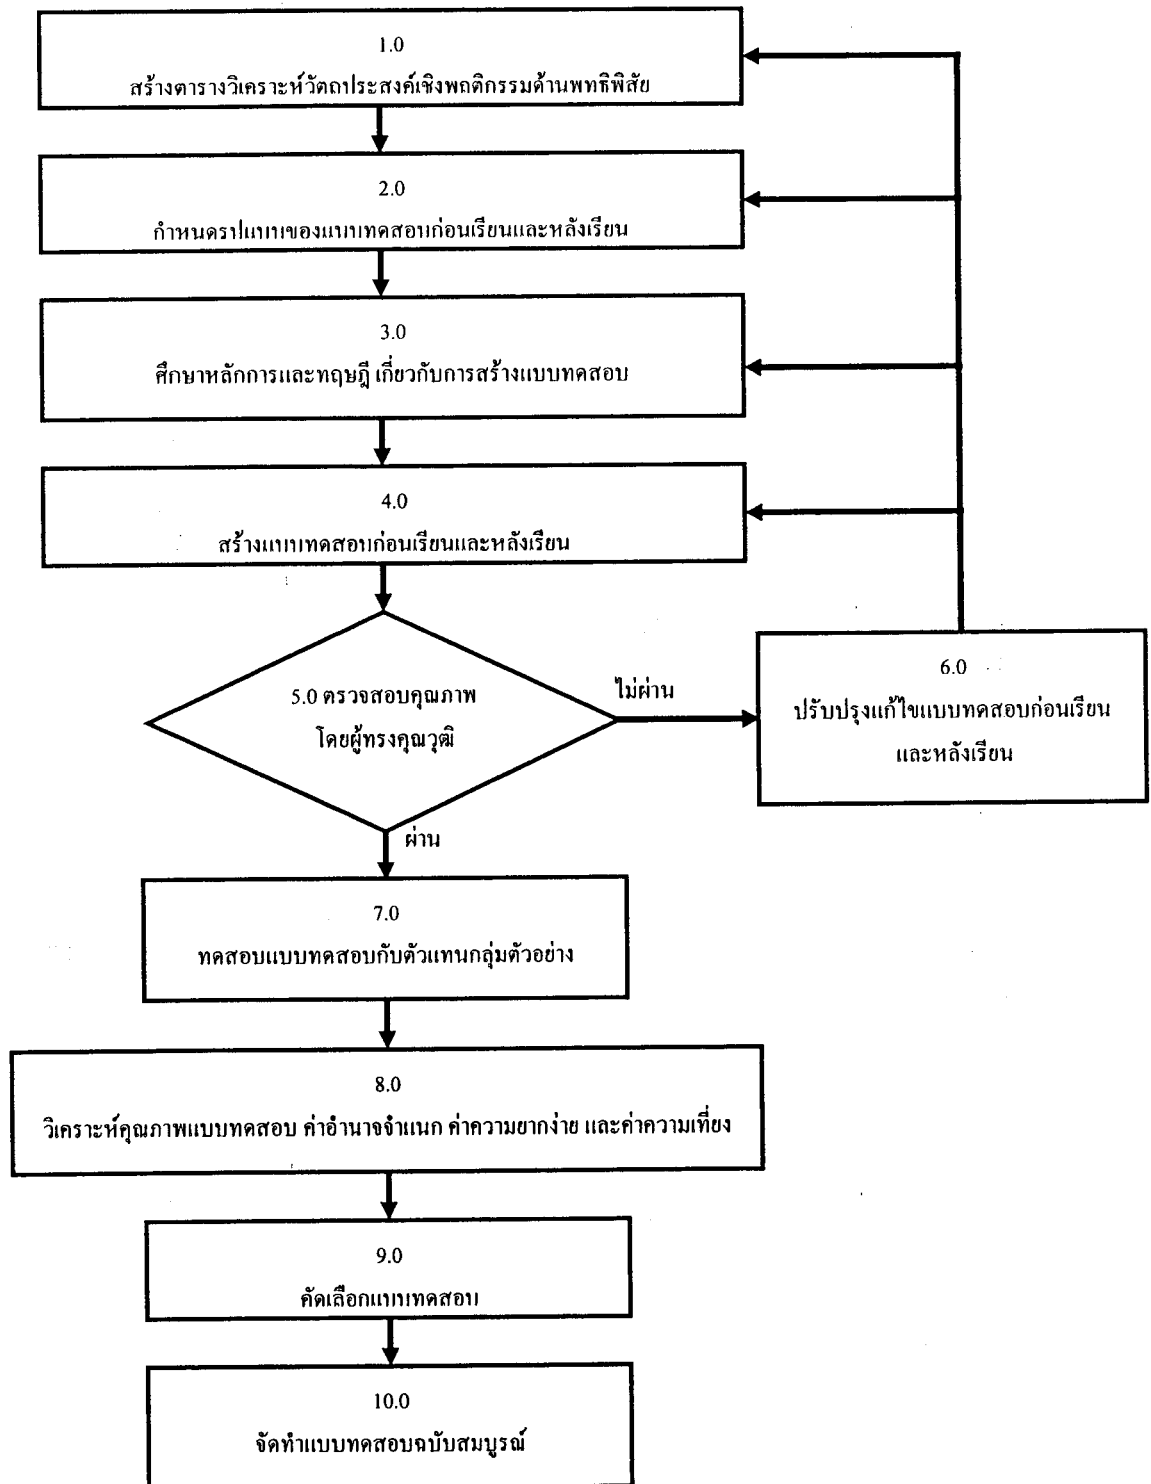 1.0
สร้างตารางวิเคราะห์วัตถุประสงค์เชิงพฤติกรรมด้านพุทธิพิสัย
2.0
กำหนดรูปแบบของแบบทดสอบก่อนเรียนและหลังเรียน
3.0
ศึกษาหลักการและทฤษฎี เกี่ยวกับการสร้างแบบทดสอบ
4.0
สร้างแบบทดสอบก่อนเรียนและหลังเรียน
5.0 ตรวจสอบคุณภาพ
โดยผู้ทรงคุณวุฒิ
ไม่ผ่าน
6.0
ปรับปรุงแก้ไขแบบทดสอบก่อนเรียน
และหลังเรียน
ผ่าน
7.0
ทดสอบแบบทดสอบกับตัวแทนกลุ่มตัวอย่าง
8.0
วิเคราะห์คุณภาพแบบทดสอบ ค่าอำนาจจำแนก ค่าความยากง่าย และค่าความเที่ยง
9.0
คัดเลือกแบบทดสอบ
10.0
จัดทำแบบทดสอบฉบับสมบูรณ์